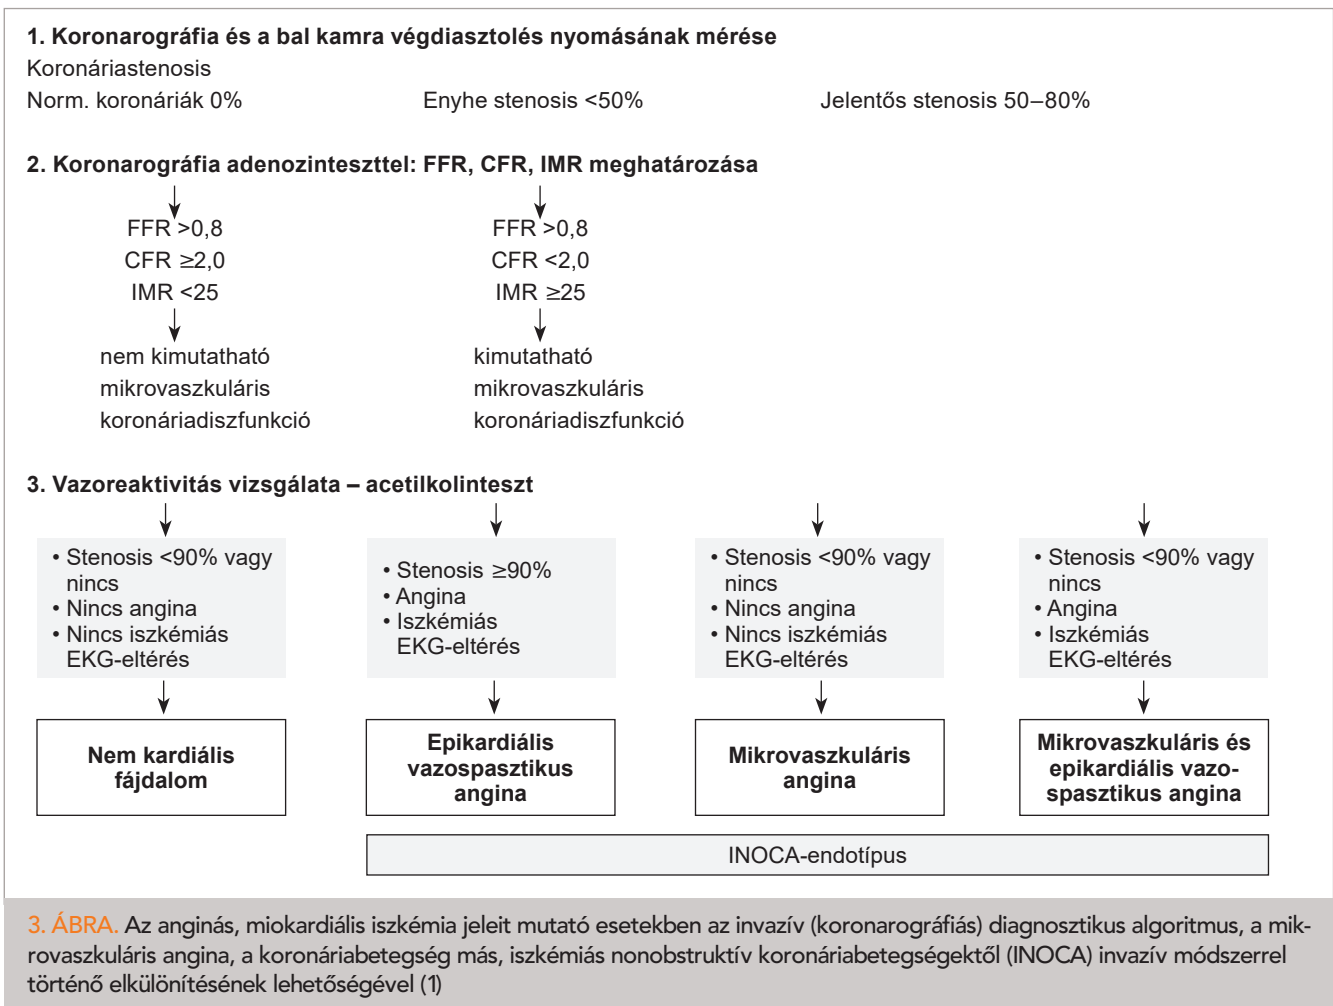 1. Koronarográfia és a bal kamra végdiasztolés nyomásának mérése
Koronáriastenosis
Norm. koronáriák 0%
Enyhe stenosis <50%
Jelentős stenosis 50–80%
2. Koronarográfia adenozinteszttel: FFR, CFR, IMR meghatározása
FFR >0,8
CFR ≥2,0
IMR <25
nem kimutatható
mikrovaszkuláris
koronáriadiszfunkció
FFR >0,8
CFR <2,0
IMR ≥25
kimutatható
mikrovaszkuláris
koronáriadiszfunkció
3. Vazoreaktivitás vizsgálata – acetilkolinteszt
• Stenosis <90% vagy
nincs
• Nincs angina
• Nincs iszkémiás
EKG-eltérés
Nem kardiális
fájdalom
• Stenosis ≥90%
• Angina
• Iszkémiás
EKG-eltérés
Epikardiális
vazospasztikus
angina
• Stenosis <90% vagy
nincs
• Nincs angina
• Nincs iszkémiás
EKG-eltérés
Mikrovaszkuláris
angina
• Stenosis <90% vagy
nincs
• Angina
• Iszkémiás
EKG-eltérés
Mikrovaszkuláris és
epikardiális vazo-
spasztikus angina
INOCA-endotípus
3. ÁBRA. Az anginás, miokardiális iszkémia jeleit mutató esetekben az invazív (koronarográfiás) diagnosztikus algoritmus, a mik-
rovaszkuláris angina, a koronáriabetegség más, iszkémiás nonobstruktív koronáriabetegségektől (INOCA) invazív módszerrel
történő elkülönítésének lehetőségével (1)